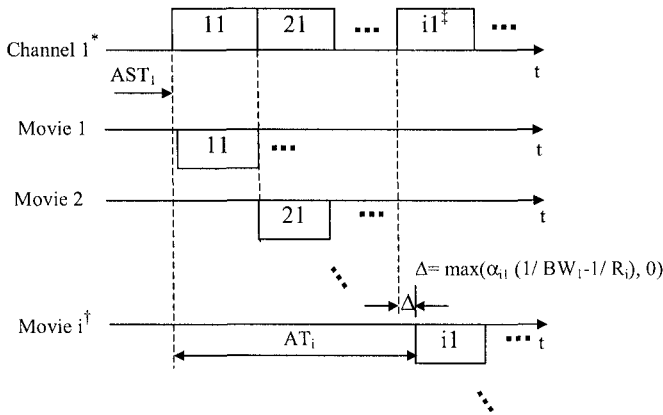 11 21 ... i1‡ ...
Channel 1*
t
ASTᵢ
Movie 1
11 ...
t
Movie 2
21 ...
t
Δ= max(αᵢ₁ (1/ BW₁-1/ Rᵢ), 0)
Δ
Movie i†
ATᵢ
i1 ...
t